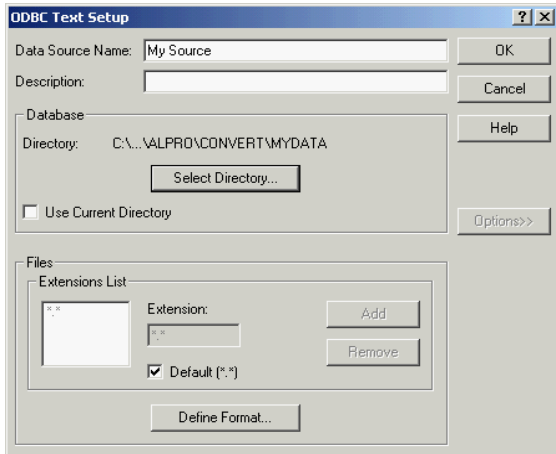 ODBC Text Setup
Data Source Name: My Source OK
Description: Cancel
Database Help
Directory: C:\...\ALPRO\CONVERT\MYDATA
Select Directory...
Use Current Directory Options>>
Files
Extensions List
*.* Extension: Add
*.* Remove
Default (*.*)
Define Format...